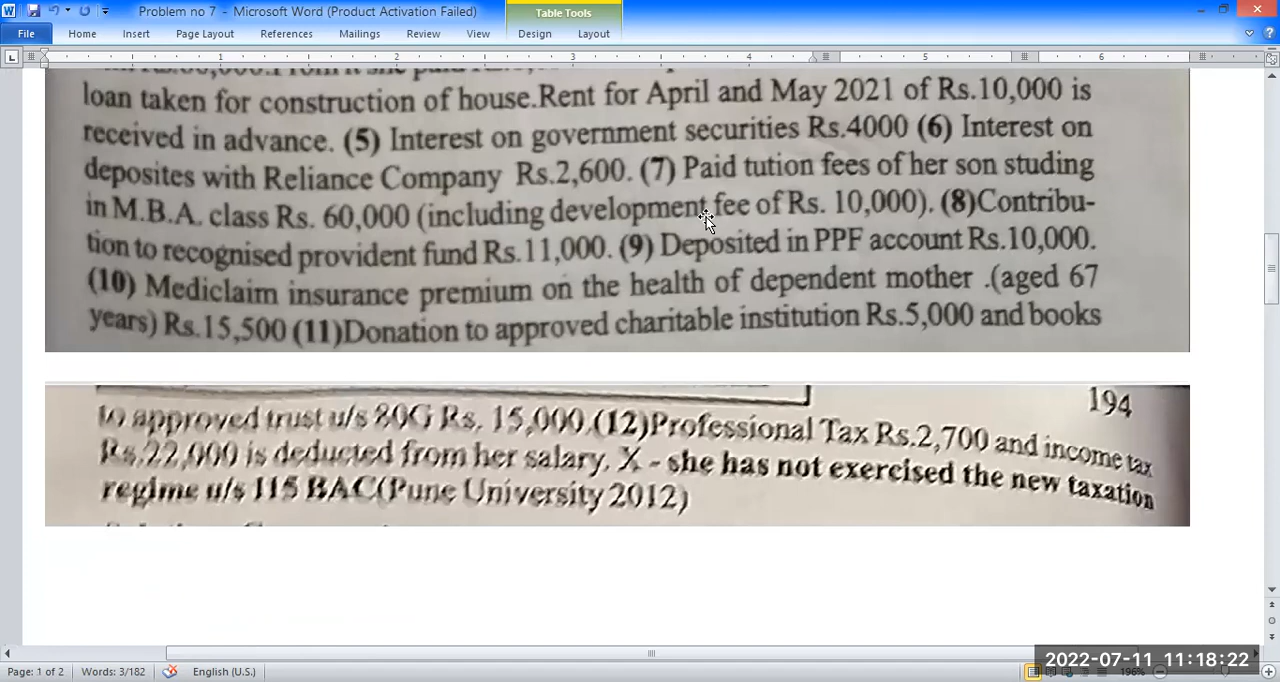 Problem no 7 - Microsoft Word (Product Activation Failed)
Table Tools
File Home Insert Page Layout References Mailings Review View Design Layout
1 2 3 4 5 6
loan taken for construction of house.Rent for April and May 2021 of Rs.10,000 is
received in advance. (5) Interest on government securities Rs.4000 (6) Interest on
deposites with Reliance Company Rs.2,600. (7) Paid tution fees of her son studing
in M.B.A. class Rs. 60,000 (including development fee of Rs. 10,000). (8)Contribu-
tion to recognised provident fund Rs.11,000. (9) Deposited in PPF account Rs.10,000.
(10) Mediclaim insurance premium on the health of dependent mother .(aged 67
years) Rs.15,500 (11)Donation to approved charitable institution Rs.5,000 and books
194
to approved trust u/s 80G Rs. 15,000.(12)Professional Tax Rs.2,700 and income tax
Rs.22,000 is deducted from her salary. X - she has not exercised the new taxation
regime u/s 115 BAC(Pune University 2012)
2022-07-11 11:18:22
Page: 1 of 2 Words: 3/182 English (U.S.) 196%